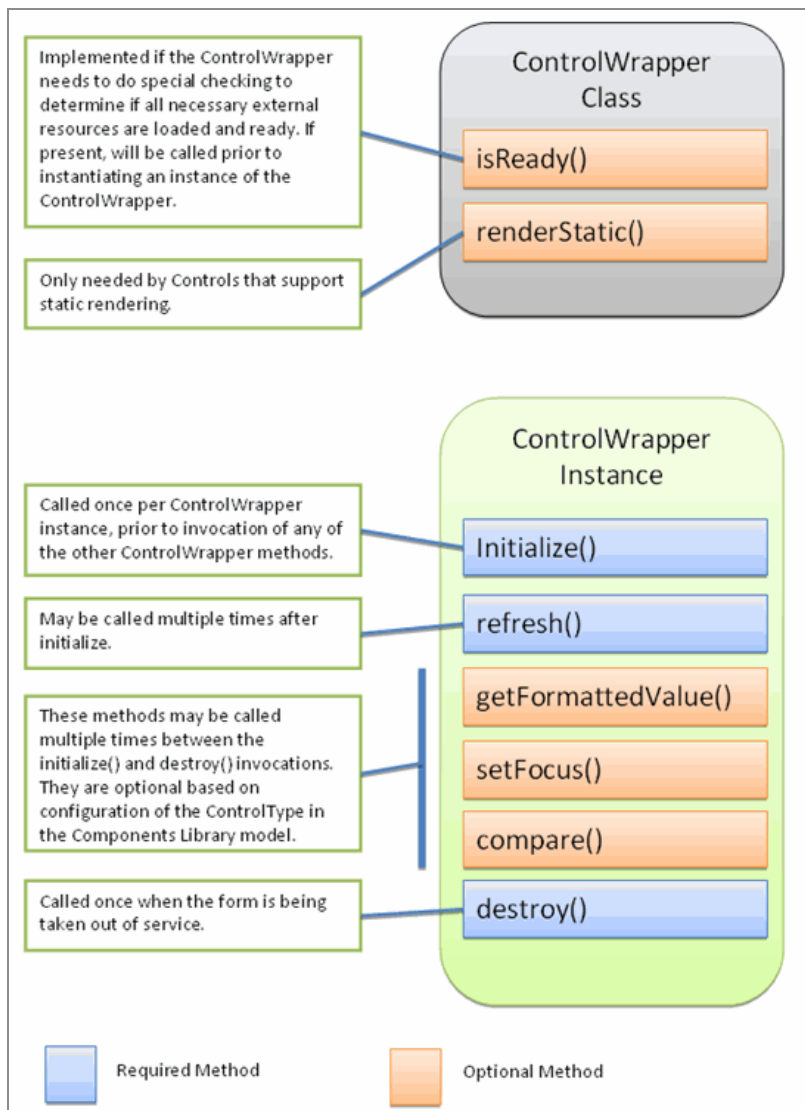 Implemented if the ControlWrapper
needs to do special checking to
determine if all necessary external
resources are loaded and ready. If
present, will be called prior to
instantiating an instance of the
ControlWrapper.
ControlWrapper
Class
isReady()
renderStatic()
Only needed by Controls that support
static rendering.
ControlWrapper
Instance
Called once per ControlWrapper
instance, prior to invocation of any of
the other ControlWrapper methods.
Initialize()
May be called multiple times after
initialize.
refresh()
These methods may be called
multiple times between the
initialize() and destroy() invocations.
They are optional based on
configuration of the ControlType in
the Components Library model.
getFormattedValue()
setFocus()
compare()
Called once when the form is being
taken out of service.
destroy()
Required Method
Optional Method